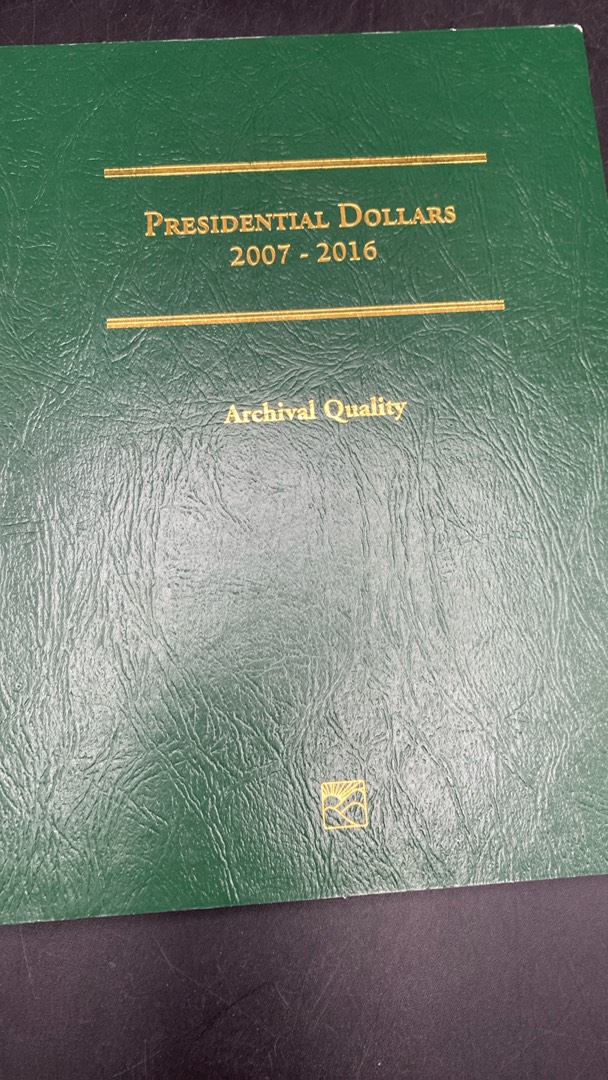 Presidential Dollars
2007 - 2016
Archival Quality